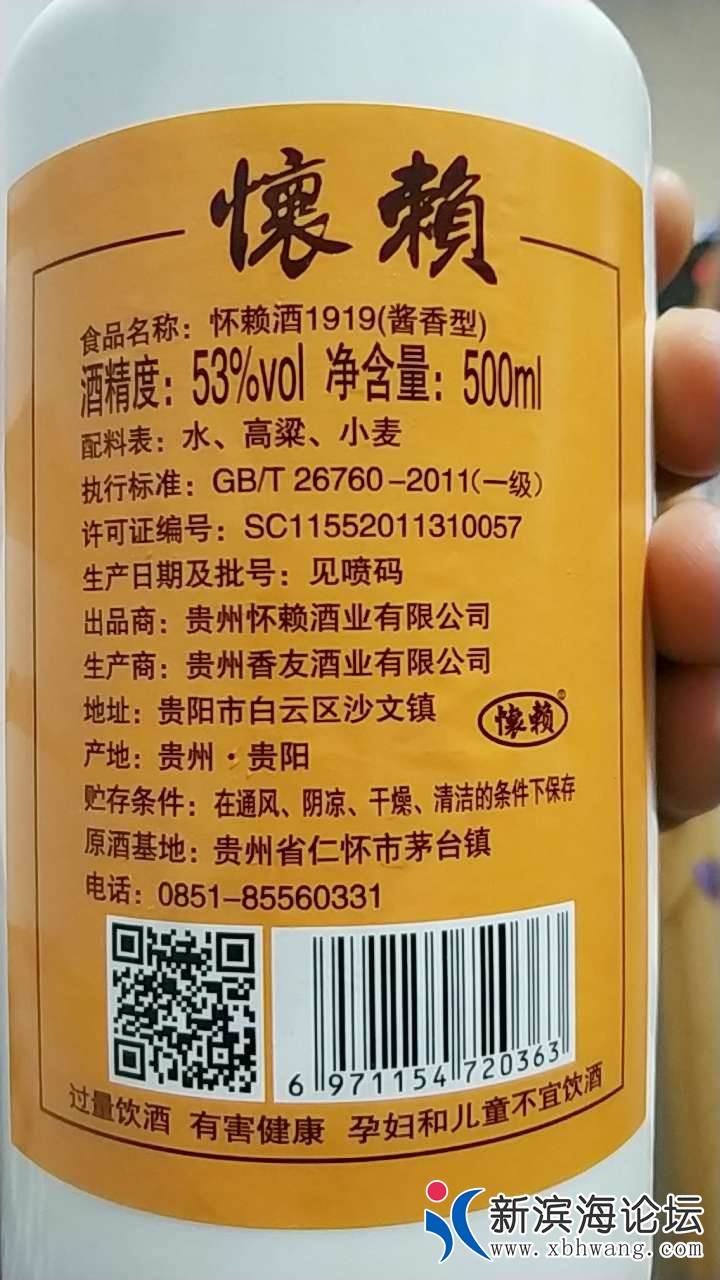 懷賴
食品名称：怀赖酒1919(酱香型)
酒精度：53%vol 净含量：500ml
配料表：水、高粱、小麦
执行标准：GB/T 26760-2011(一级)
许可证编号：SC11552011310057
生产日期及批号：见喷码
出品商：贵州怀赖酒业有限公司
生产商：贵州香友酒业有限公司
地址：贵阳市白云区沙文镇
懷赖®
产地：贵州·贵阳
贮存条件：在通风、阴凉、干燥、清洁的条件下保存
原酒基地：贵州省仁怀市茅台镇
电话：0851-85560331
6 971154 720363
过量饮酒 有害健康 孕妇和儿童不宜饮酒
新滨海论坛
www.xbhwang.com